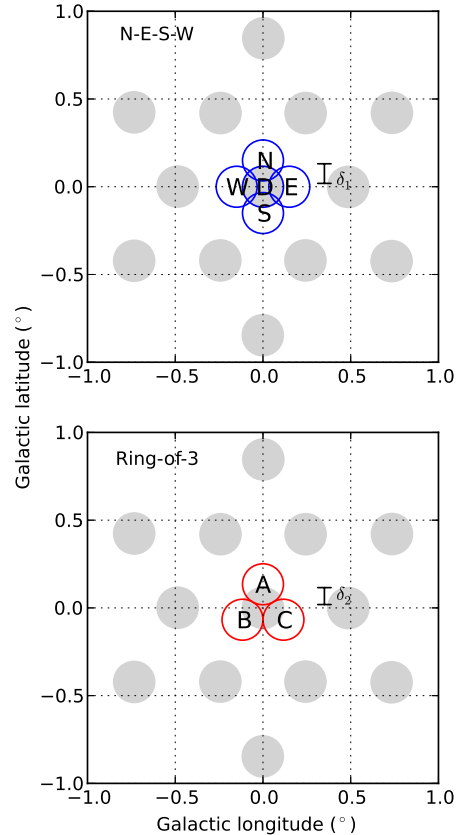 N-E-S-W
1.0
0.5
0.0
−0.5
−1.0
N
W D E
S
δ1
−1.0 −0.5 0.0 0.5 1.0
Galactic latitude (°)
Ring-of-3
1.0
0.5
0.0
−0.5
−1.0
A
B C
δ2
−1.0 −0.5 0.0 0.5 1.0
Galactic longitude (°)